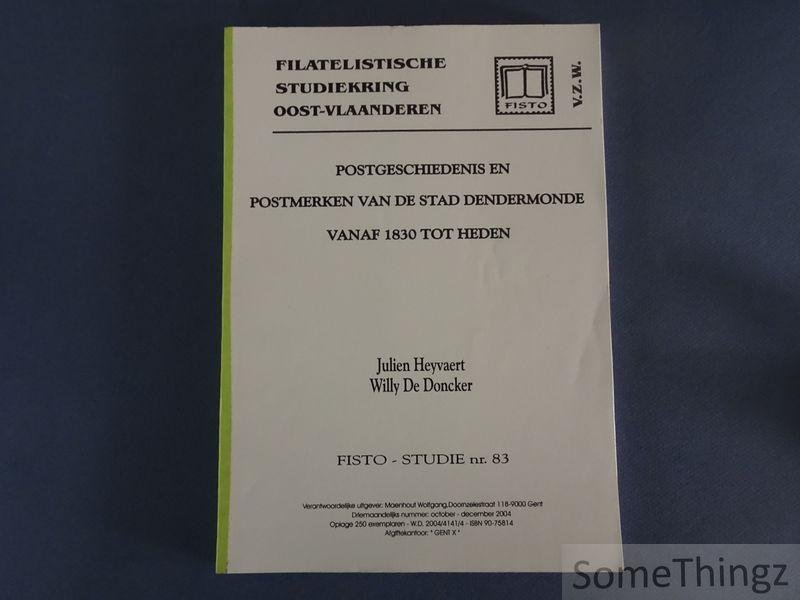 FILATELISTISCHE
STUDIEKRING
OOST-VLAANDEREN
FISTO
V.Z.W.
POSTGESCHIEDENIS EN
POSTMERKEN VAN DE STAD DENDERMONDE
VANAF 1830 TOT HEDEN
Julien Heyvaert
Willy De Doncker
FISTO - STUDIE nr. 83
Verantwoordelijke uitgever: Maenhout Wolfgang, Doornzelestraat 118-9000 Gent
Driemaandelijks nummer: october - december 2004
Oplage 250 exemplaren - W.D. 2004/4141/4 - ISBN 90-75814
Afgiftekantoor: " GENT X "
SomeThingz